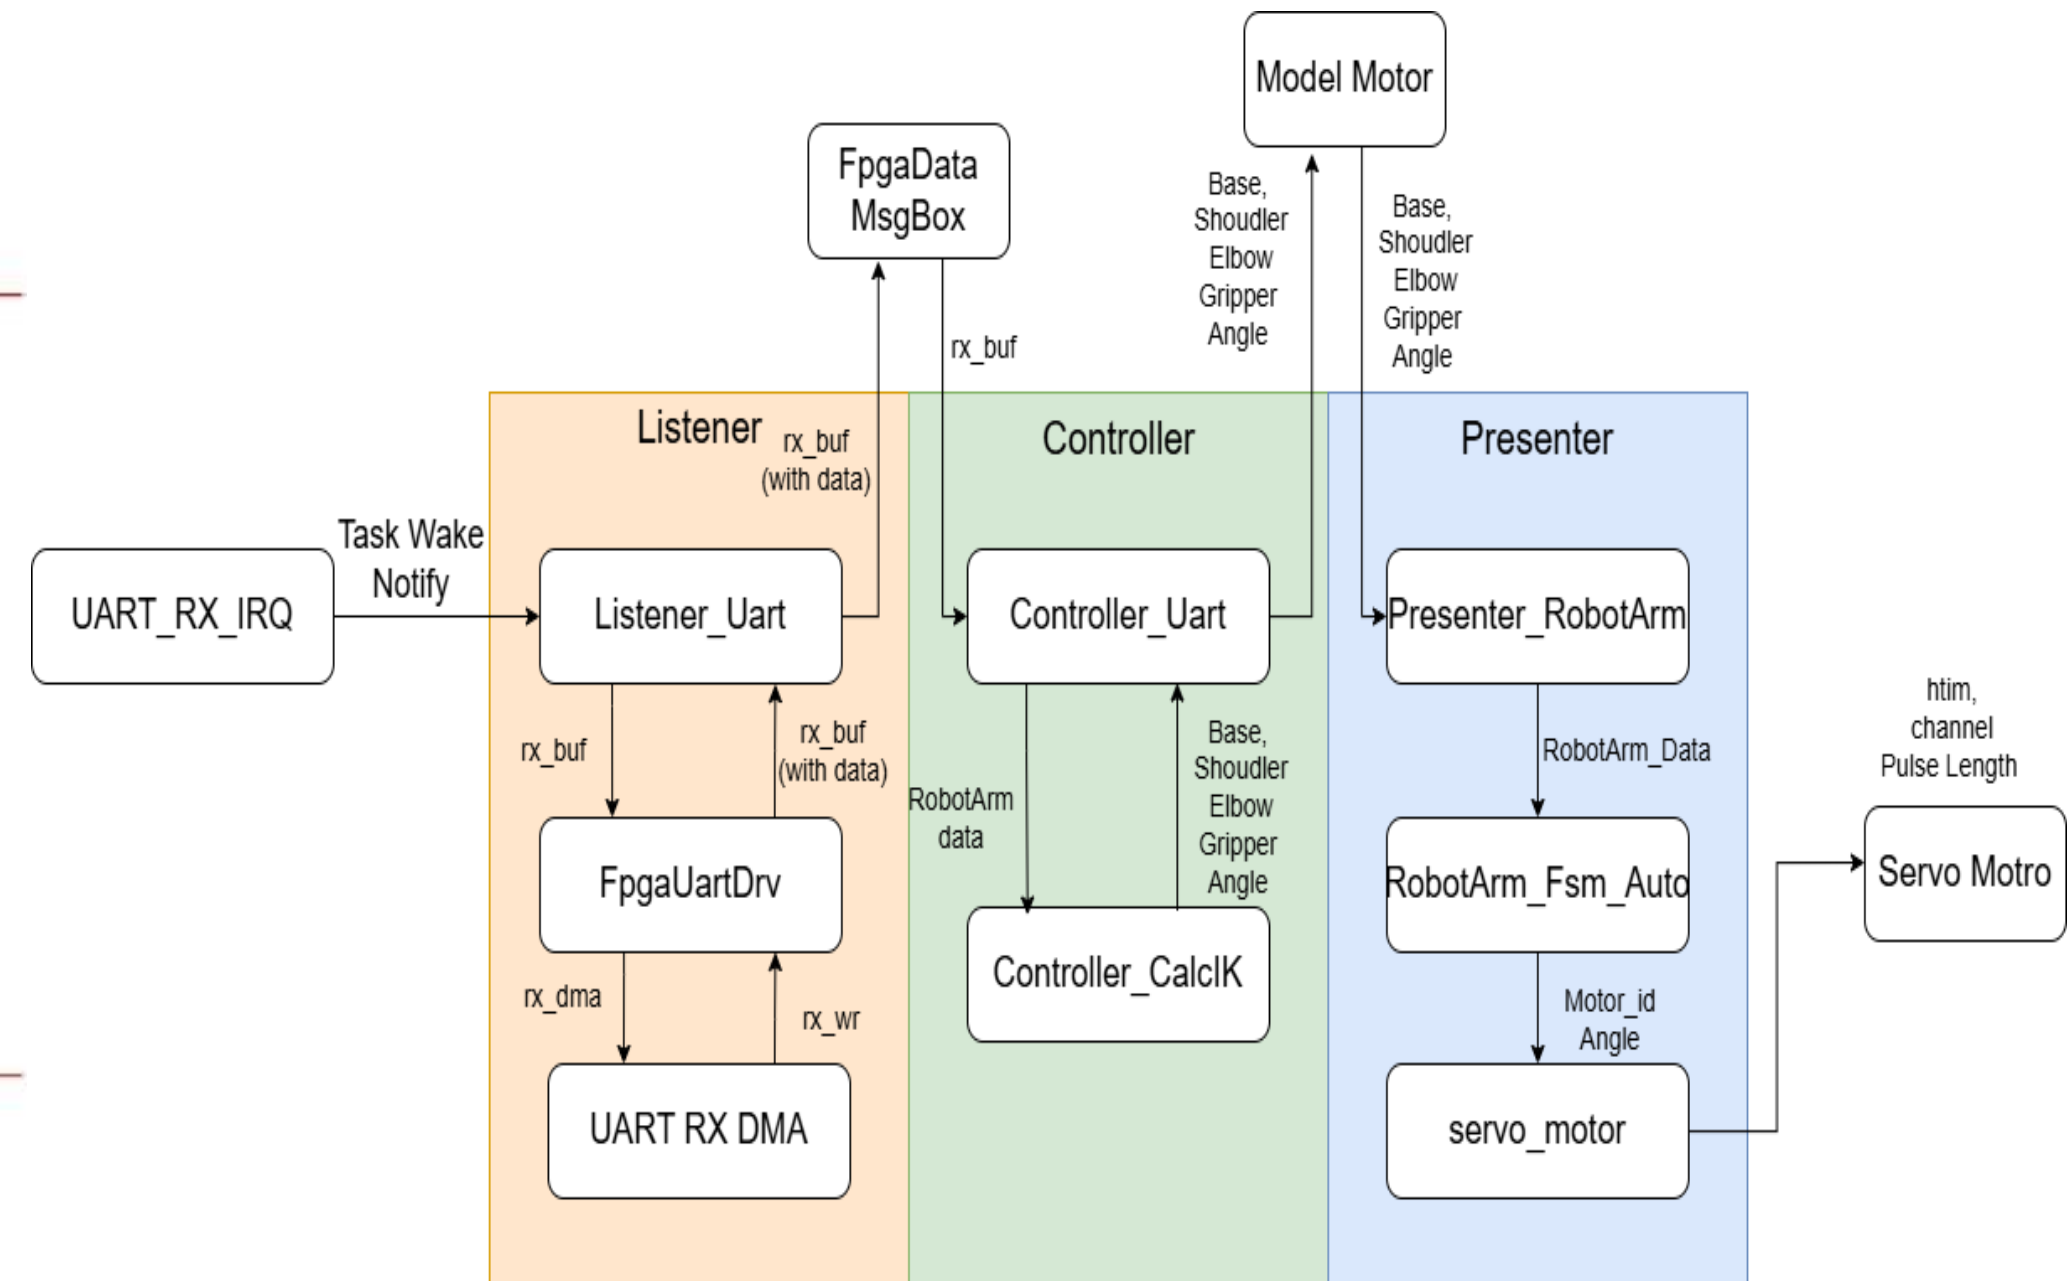 Model Motor
FpgaData
MsgBox
Base,
Shoudler
Elbow
Gripper
Angle
Base,
Shoudler
Elbow
Gripper
Angle
rx_buf
Listener
rx_buf
(with data)
Controller
Presenter
Task Wake
Notify
UART_RX_IRQ
Listener_Uart
Controller_Uart
Presenter_RobotArm
rx_buf
rx_buf
(with data)
RobotArm
data
Base,
Shoudler
Elbow
Gripper
Angle
RobotArm_Data
htim,
channel
Pulse Length
FpgaUartDrv
RobotArm_Fsm_Auto
Servo Motro
Controller_CalcIK
rx_dma
rx_wr
Motor_id
Angle
UART RX DMA
servo_motor